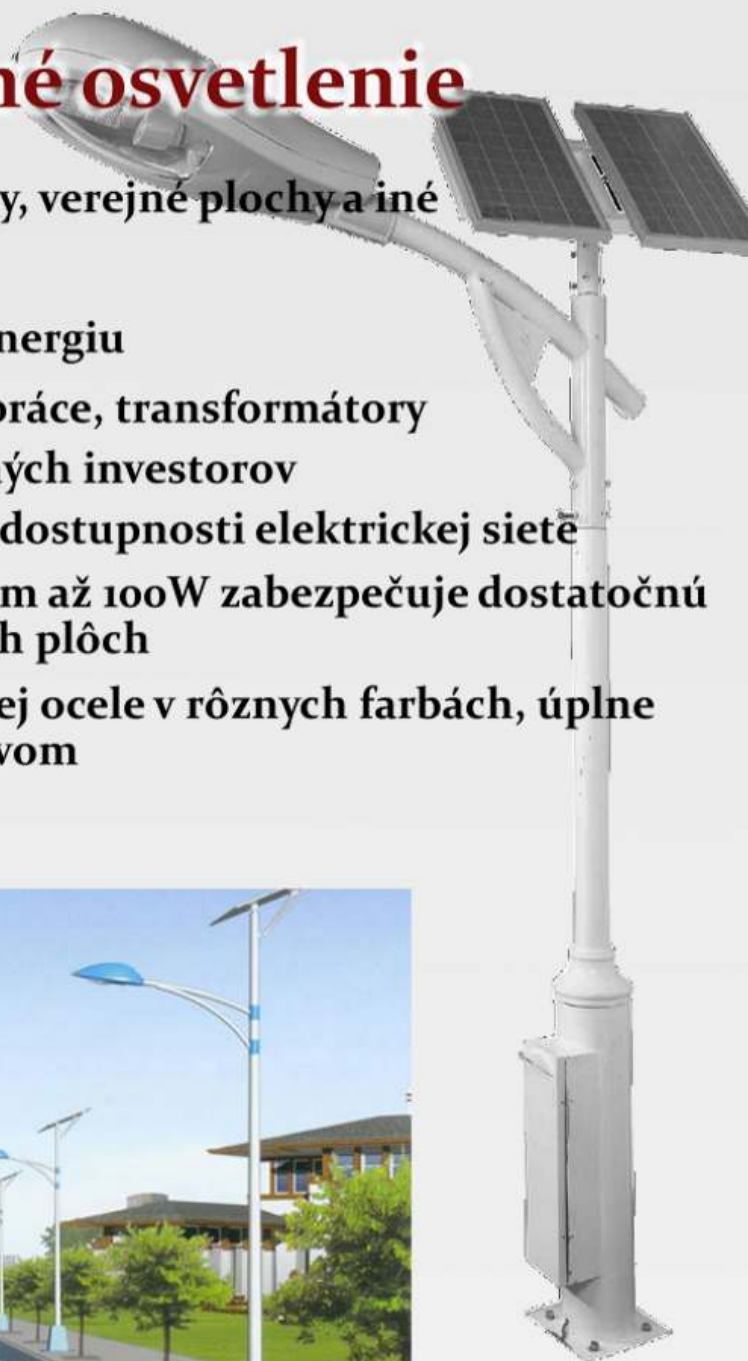 né osvetlenie
y, verejné plochy a iné
nergiu
práce, transformátory
ných investorov
dostupnosti elektrickej siete
m až 100W zabezpečuje dostatočnú
h plôch
ej ocele v rôznych farbách, úplne
vom